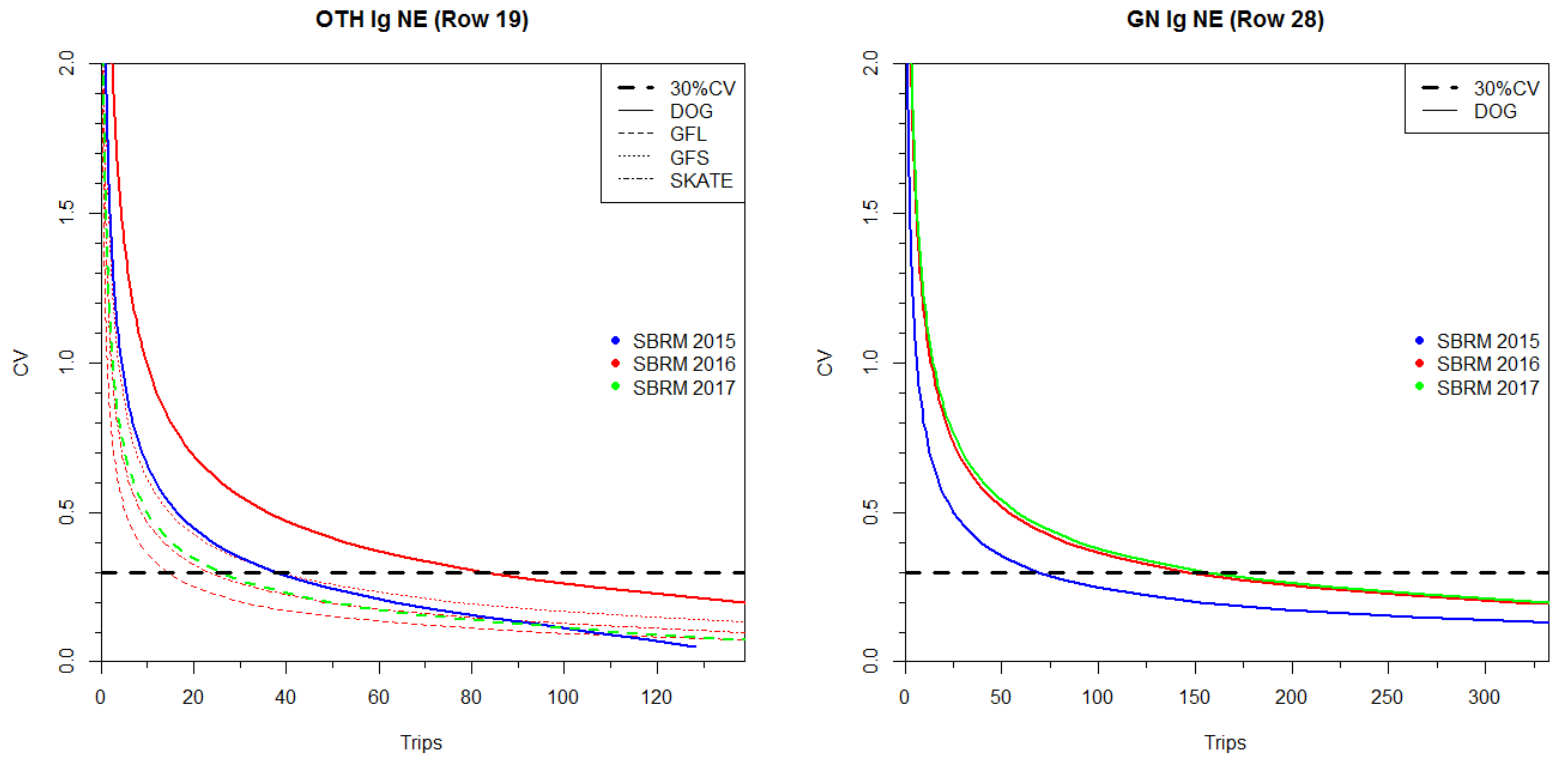 OTH lg NE (Row 19)
2.0
1.5
1.0
0.5
0.0
CV
30%CV
DOG
GFL
GFS
SKATE
SBRM 2015
SBRM 2016
SBRM 2017
0 20 40 60 80 100 120
Trips
GN lg NE (Row 28)
2.0
1.5
1.0
0.5
0.0
CV
30%CV
DOG
SBRM 2015
SBRM 2016
SBRM 2017
0 50 100 150 200 250 300
Trips